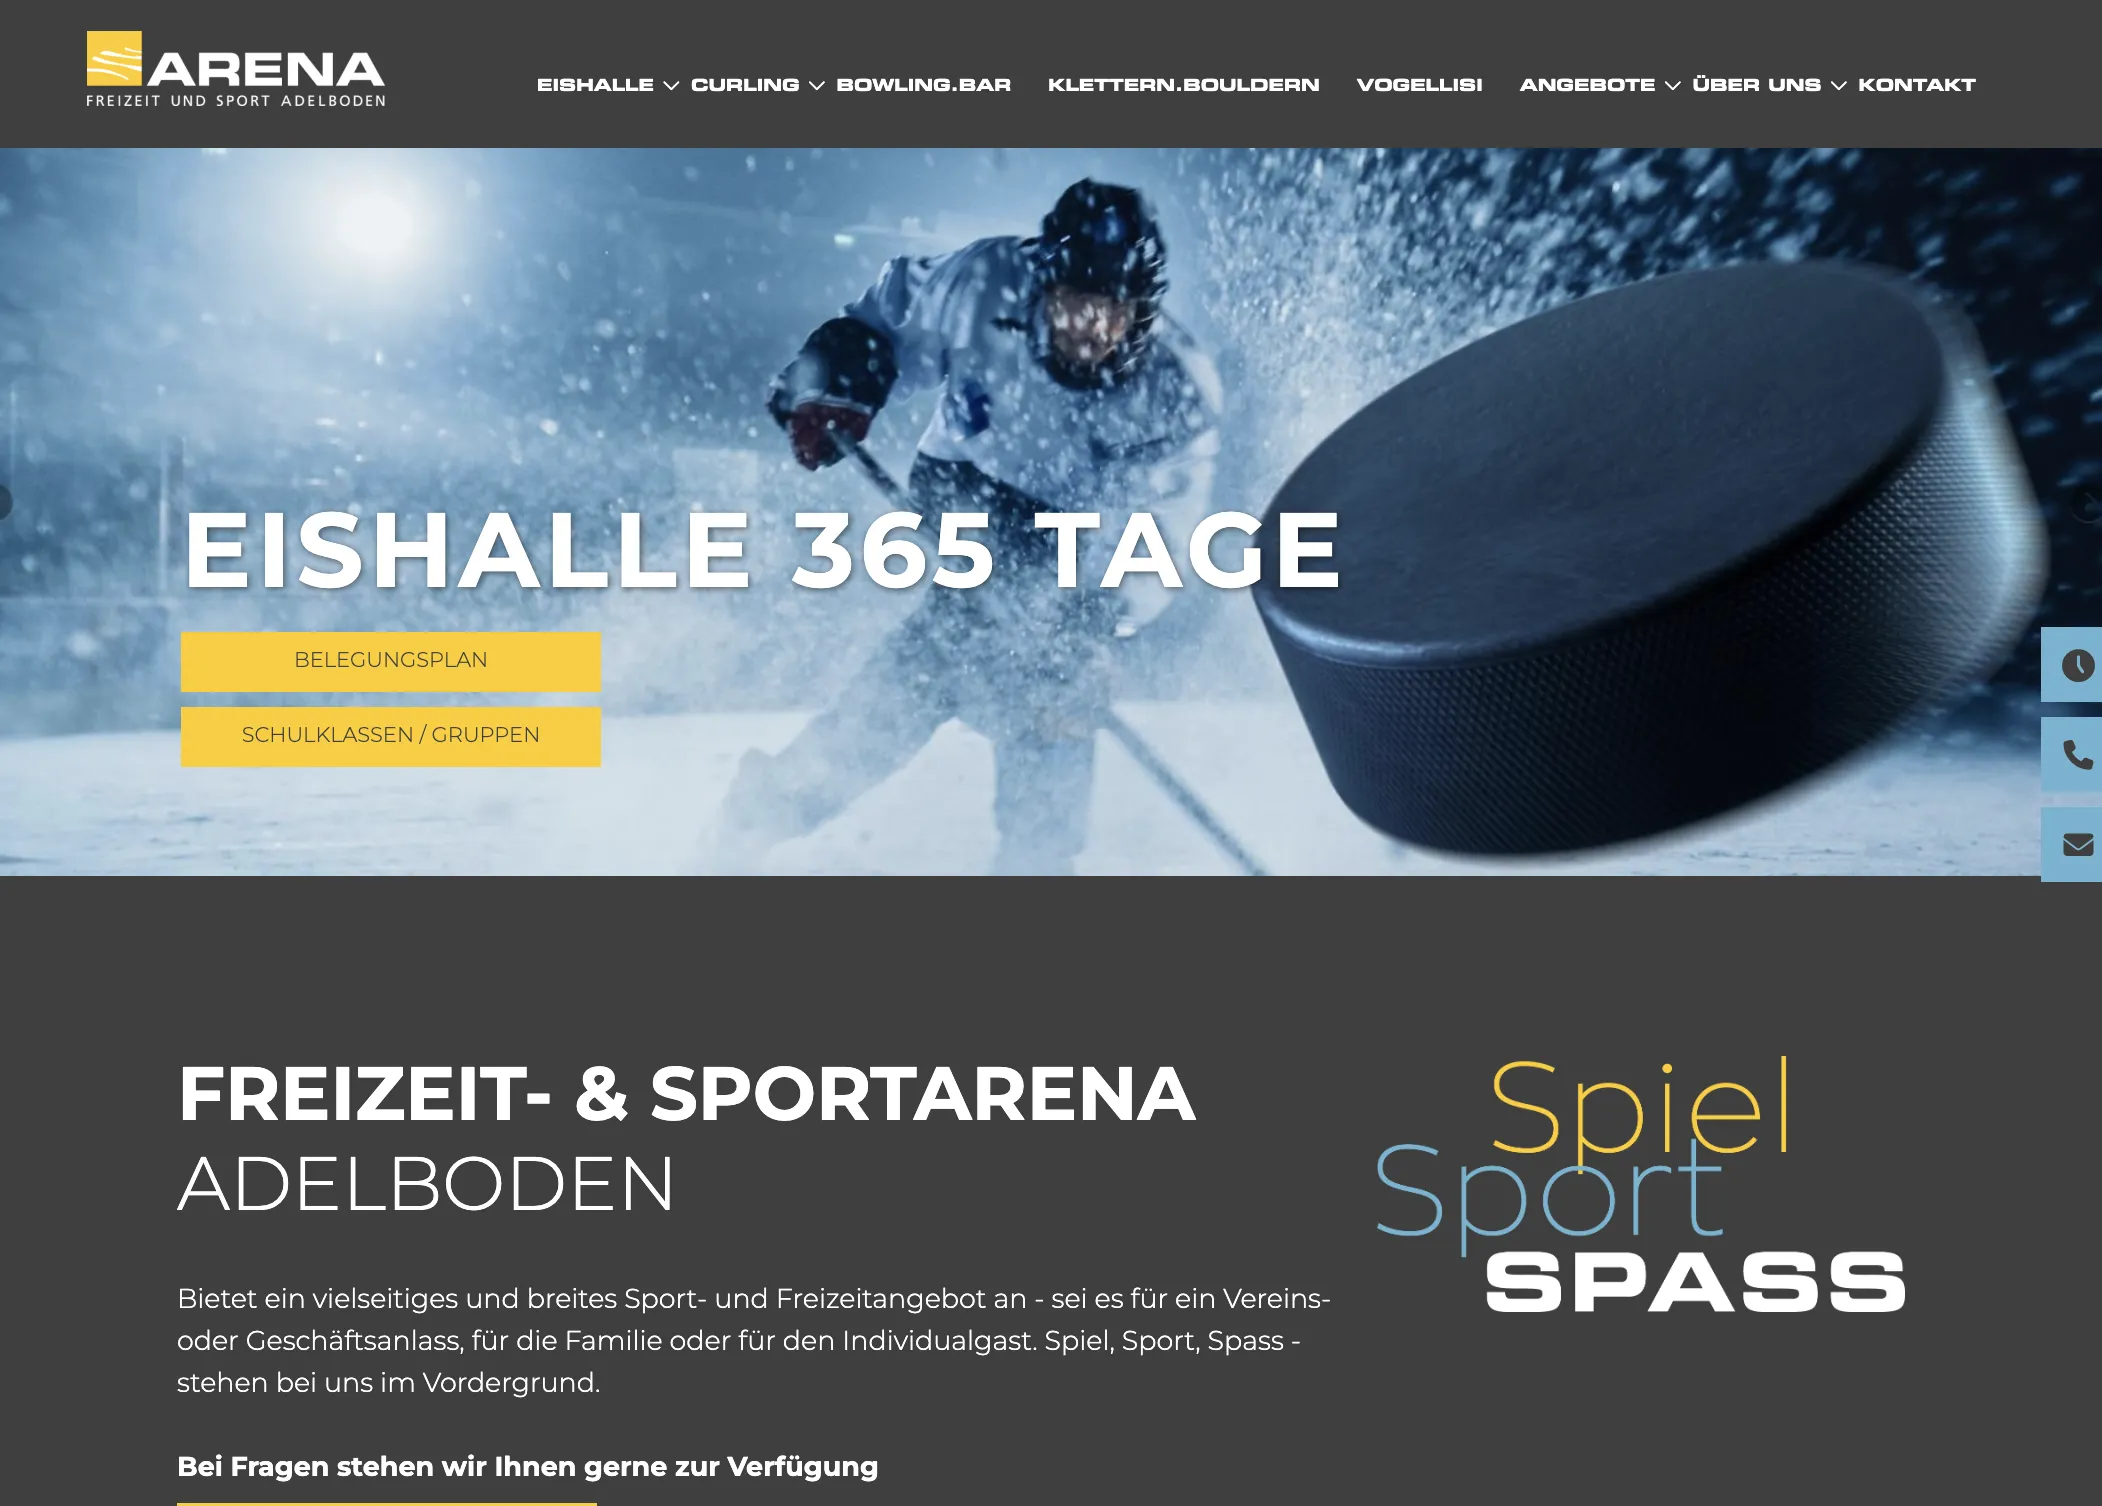 ARENA
FREIZEIT UND SPORT ADELBODEN
EISHALLE CURLING BOWLING.BAR KLETTERN.BOULDERN VOGELLISI ANGEBOTE ÜBER UNS KONTAKT
EISHALLE 365 TAGE
BELEGUNGSPLAN
SCHULKLASSEN / GRUPPEN
FREIZEIT- & SPORTARENA
ADELBODEN
Bietet ein vielseitiges und breites Sport- und Freizeitangebot an - sei es für ein Vereins-
oder Geschäftsanlass, für die Familie oder für den Individualgast. Spiel, Sport, Spass -
stehen bei uns im Vordergrund.
Bei Fragen stehen wir Ihnen gerne zur Verfügung
Spiel
Sport
SPASS